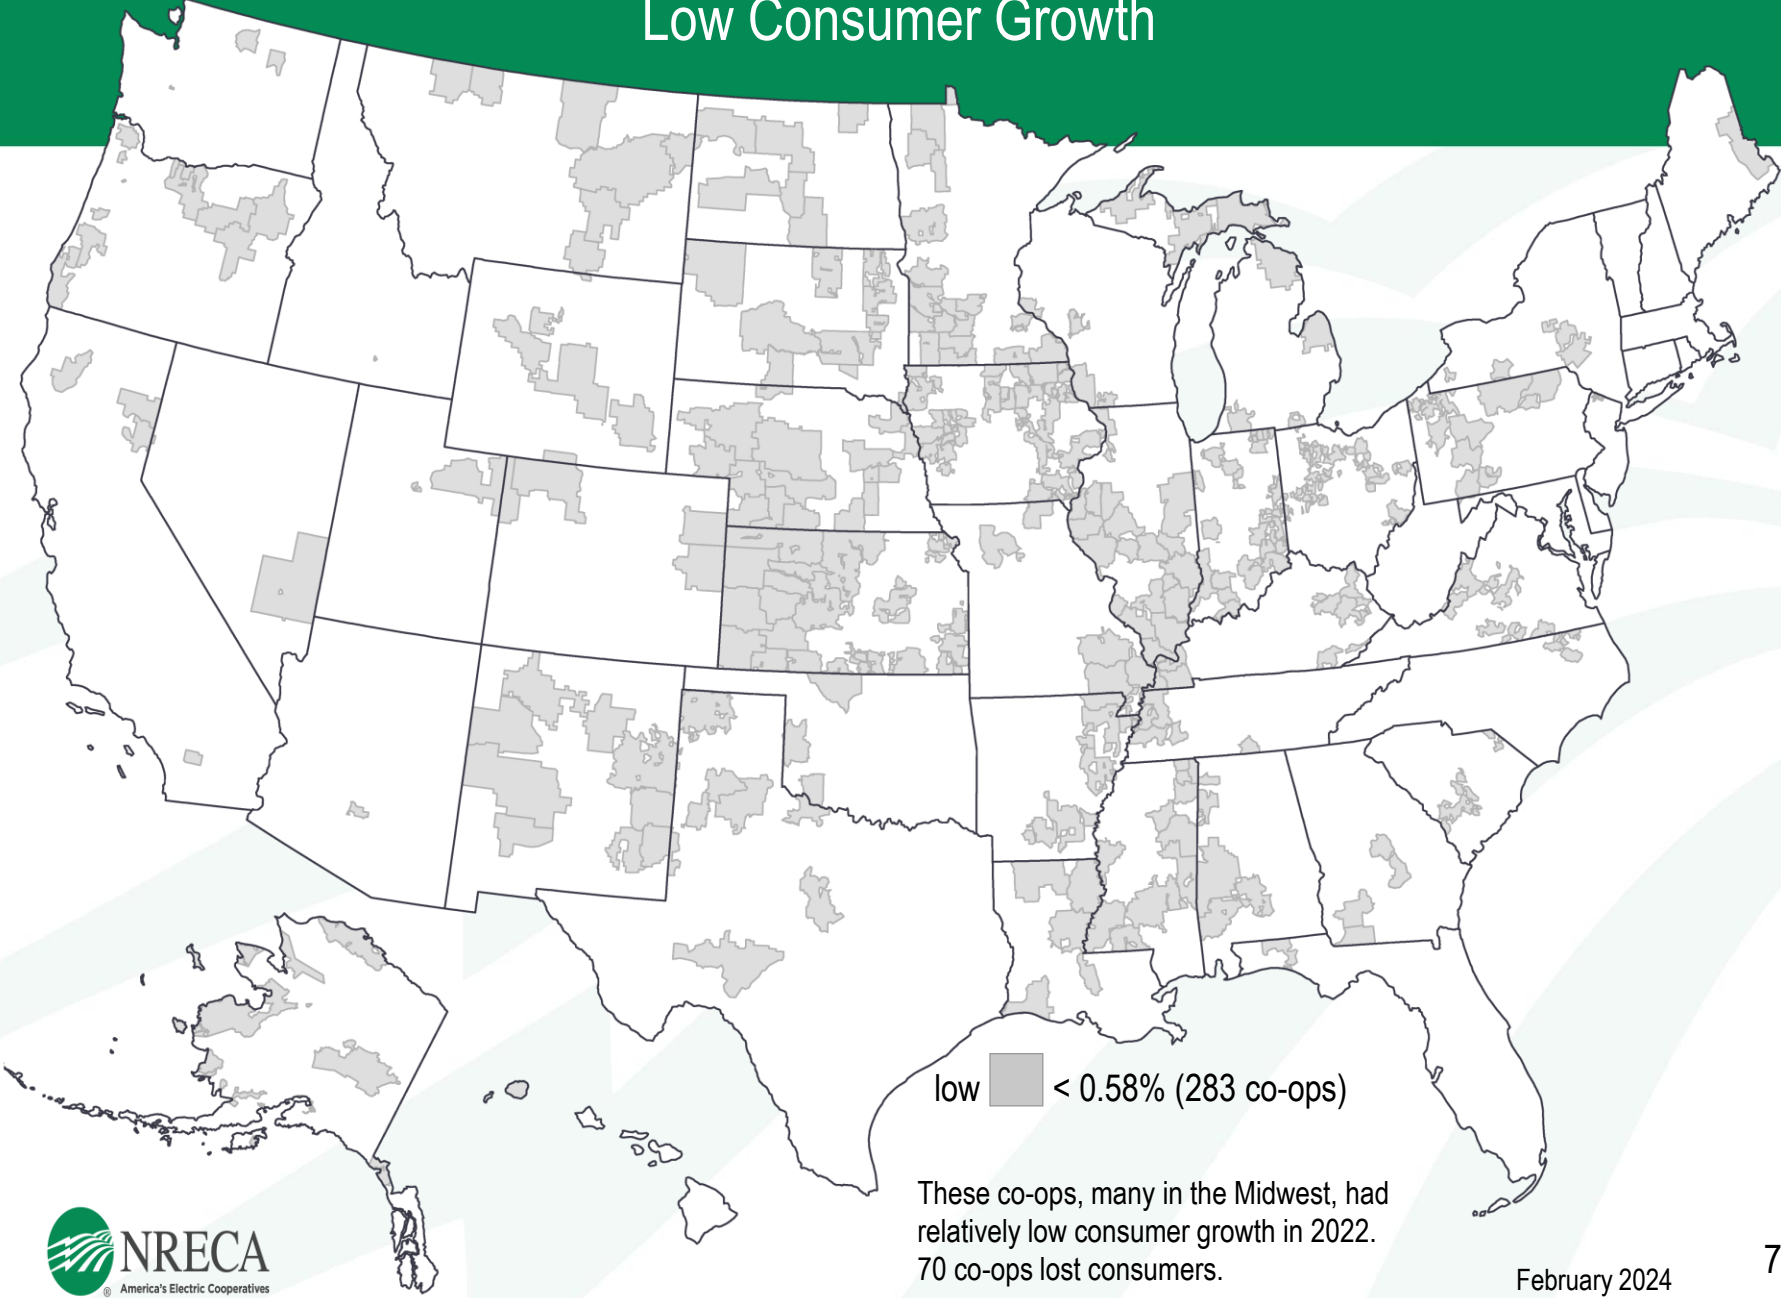 Low Consumer Growth
low < 0.58% (283 co-ops)
These co-ops, many in the Midwest, had
relatively low consumer growth in 2022.
70 co-ops lost consumers.
NRECA
®
America's Electric Cooperatives
February 2024
7